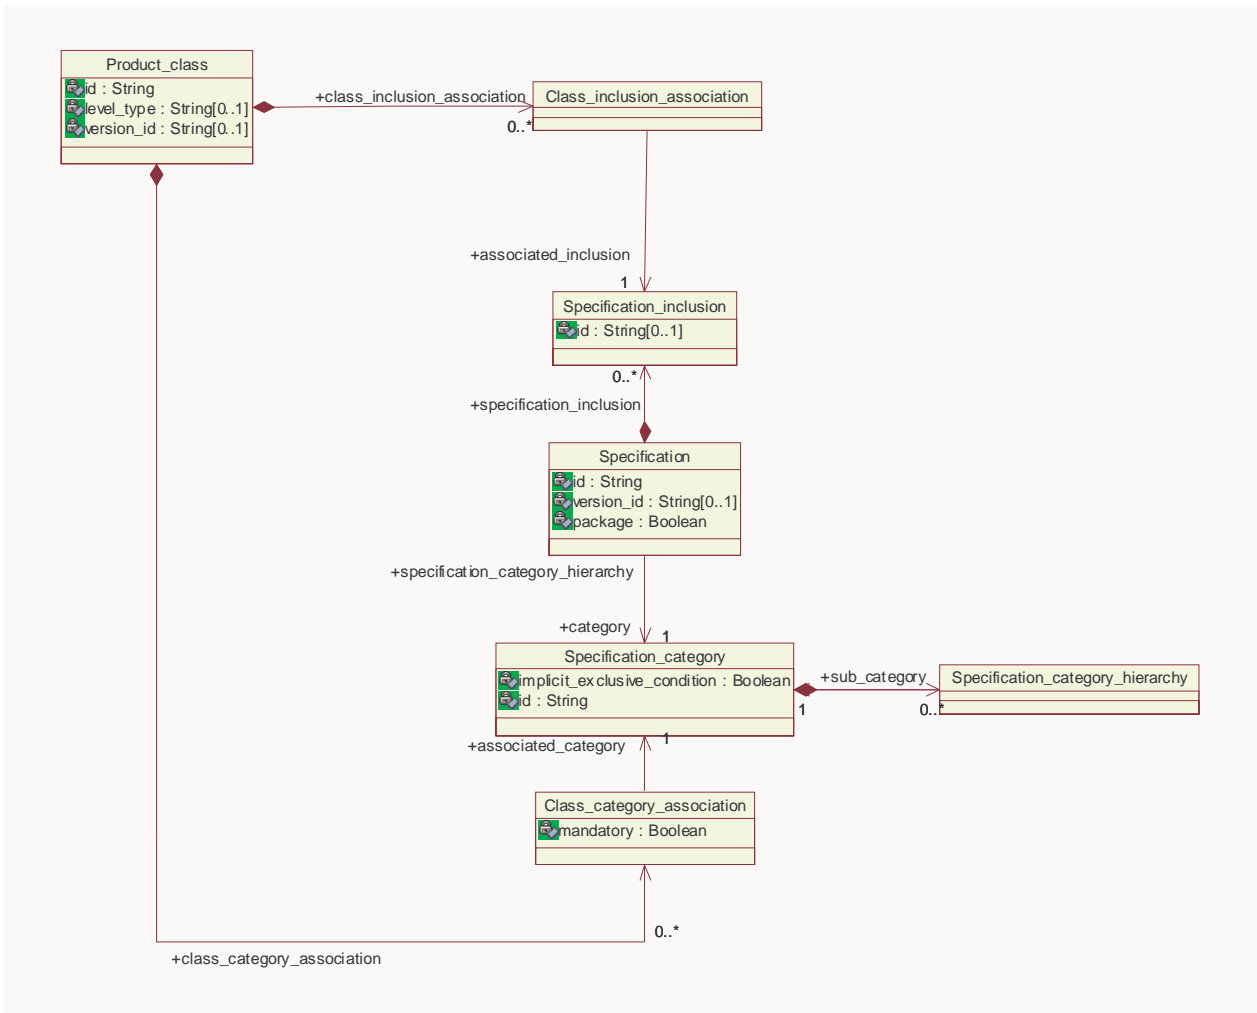 Product_class
id : String
level_type : String[0..1]
version_id : String[0..1]
+class_inclusion_association
0..*
Class_inclusion_association
+associated_inclusion
1
Specification_inclusion
id : String[0..1]
0..*
+specification_inclusion
Specification
id : String
version_id : String[0..1]
package : Boolean
+specification_category_hierarchy
+category
1
Specification_category
implicit_exclusive_condition : Boolean
id : String
+sub_category
1
0..*
Specification_category_hierarchy
+associated_category
1
Class_category_association
mandatory : Boolean
0..*
+class_category_association